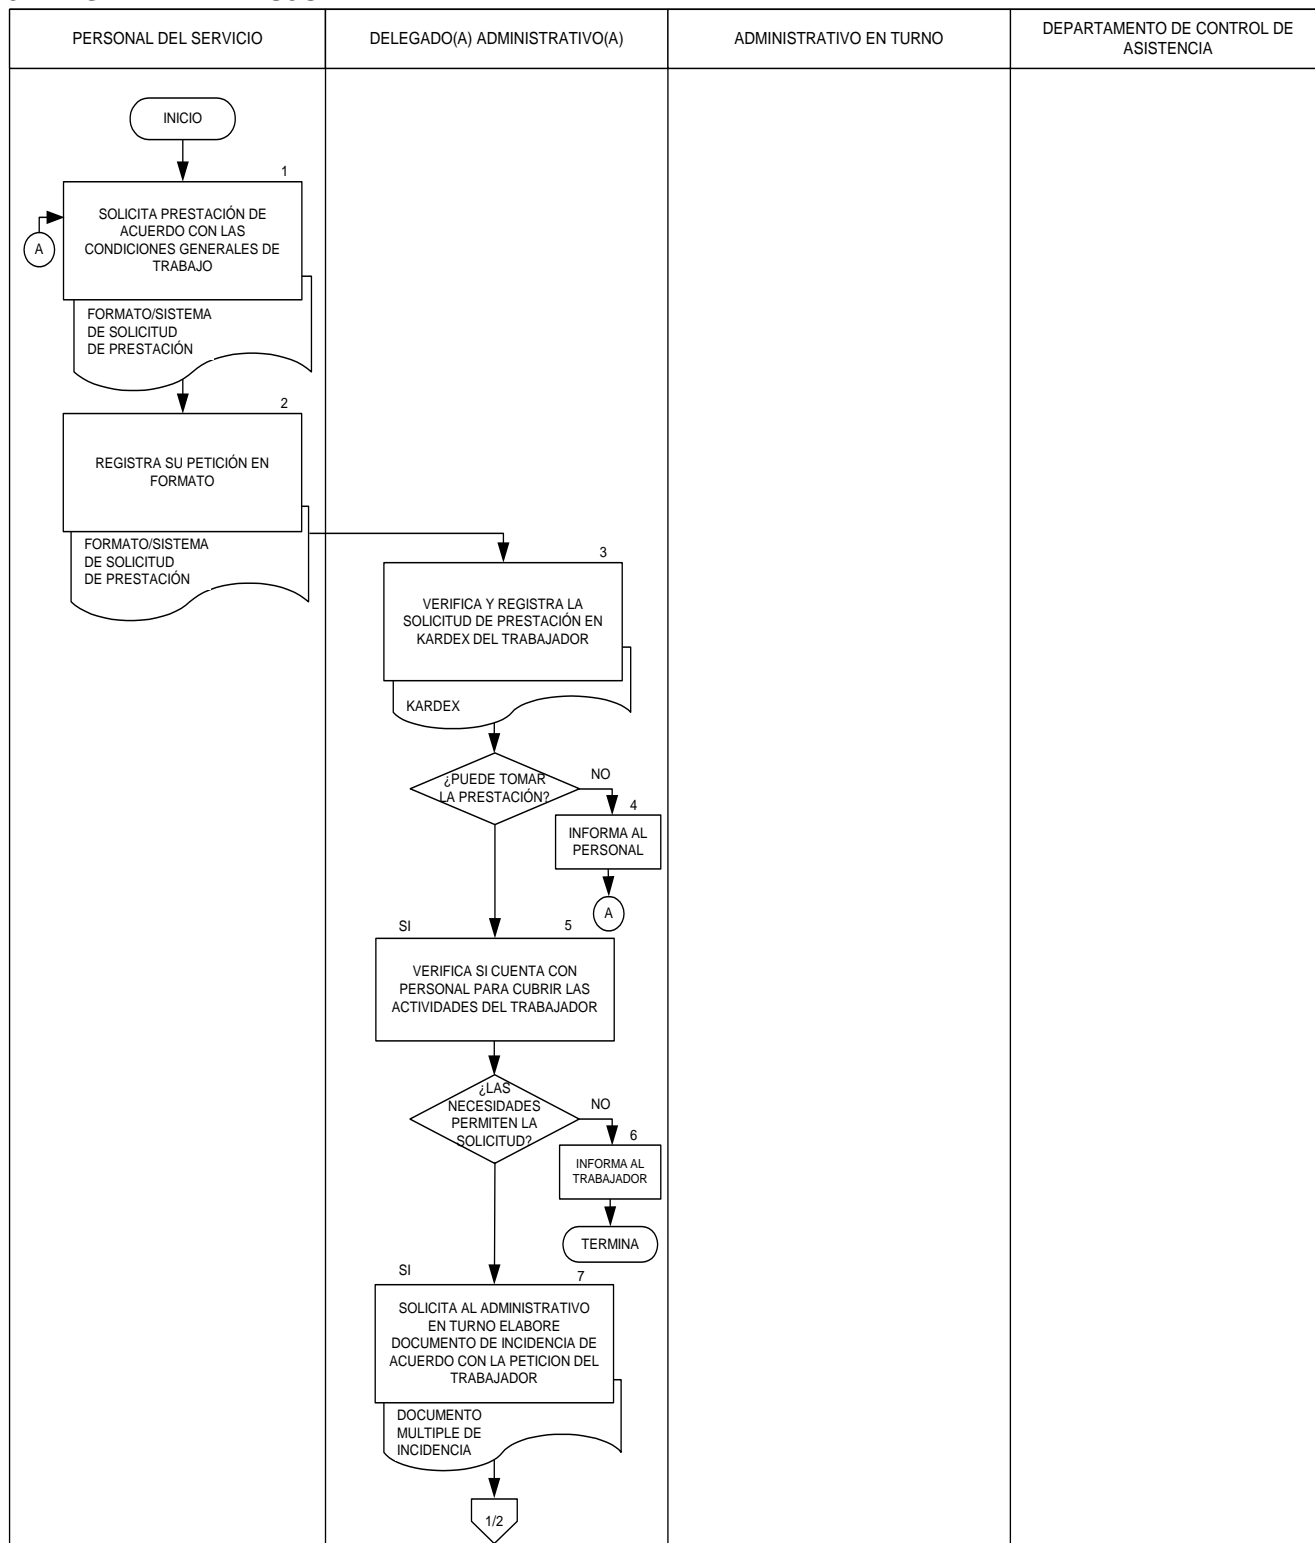 PERSONAL DEL SERVICIO
DELEGADO(A) ADMINISTRATIVO(A)
ADMINISTRATIVO EN TURNO
DEPARTAMENTO DE CONTROL DE
ASISTENCIA
INICIO
1
SOLICITA PRESTACIÓN DE
ACUERDO CON LAS
CONDICIONES GENERALES DE
TRABAJO
A
FORMATO/SISTEMA
DE SOLICITUD
DE PRESTACIÓN
2
REGISTRA SU PETICIÓN EN
FORMATO
FORMATO/SISTEMA
DE SOLICITUD
DE PRESTACIÓN
3
VERIFICA Y REGISTRA LA
SOLICITUD DE PRESTACIÓN EN
KARDEX DEL TRABAJADOR
KARDEX
¿PUEDE TOMAR
LA PRESTACIÓN?
NO
4
INFORMA AL
PERSONAL
A
SI
5
VERIFICA SI CUENTA CON
PERSONAL PARA CUBRIR LAS
ACTIVIDADES DEL TRABAJADOR
¿LAS
NECESIDADES
PERMITEN LA
SOLICITUD?
NO
6
INFORMA AL
TRABAJADOR
TERMINA
SI
7
SOLICITA AL ADMINISTRATIVO
EN TURNO ELABORE
DOCUMENTO DE INCIDENCIA DE
ACUERDO CON LA PETICION DEL
TRABAJADOR
DOCUMENTO
MULTIPLE DE
INCIDENCIA
1/2